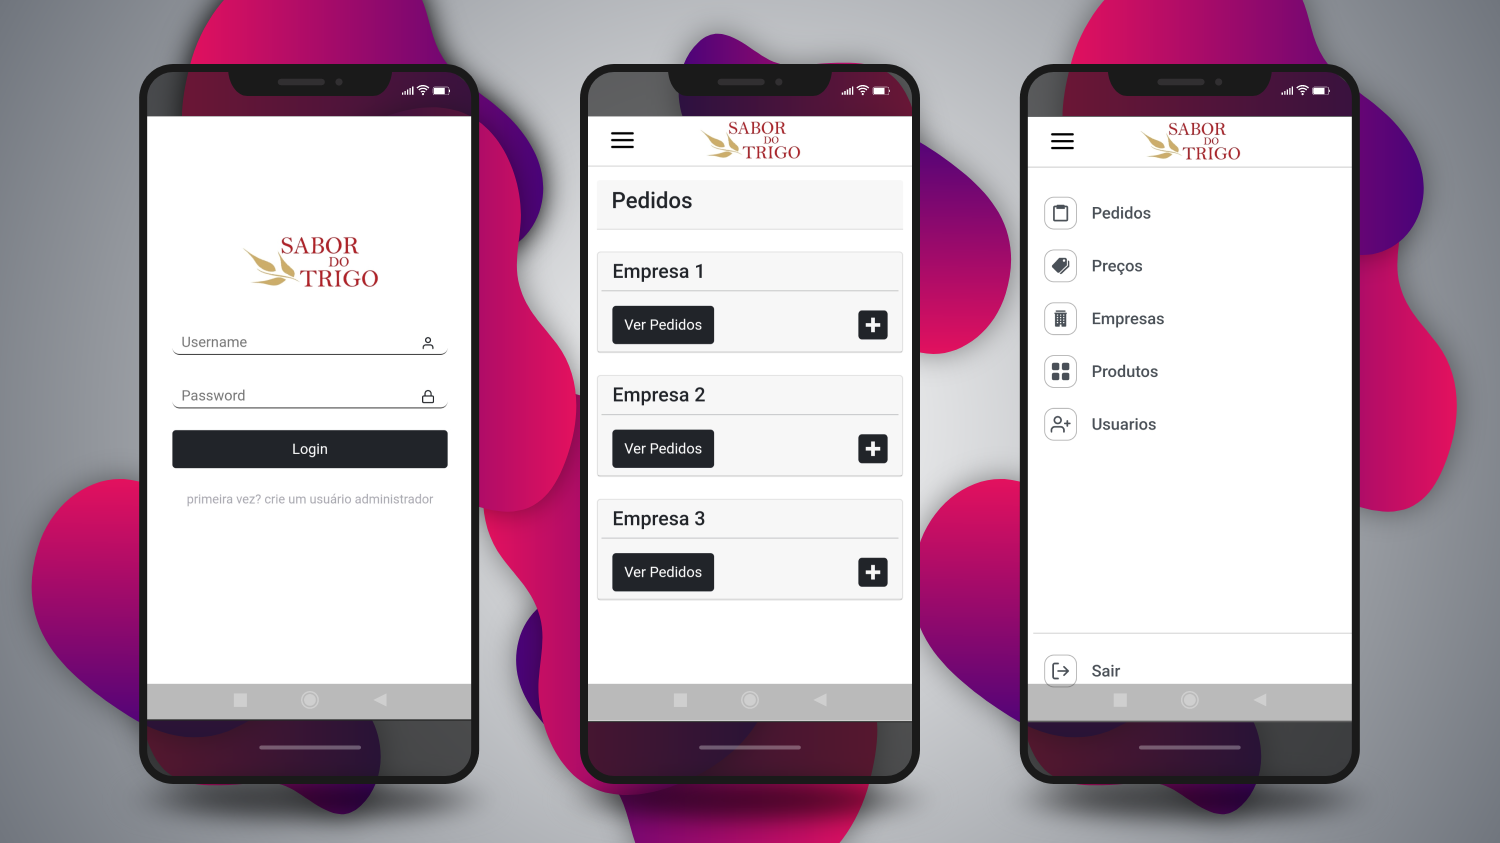 SABOR
DO
TRIGO
Username
Password
Login
primeira vez? crie um usuário administrador
SABOR
DO
TRIGO
Pedidos
Empresa 1
Ver Pedidos
Empresa 2
Ver Pedidos
Empresa 3
Ver Pedidos
SABOR
DO
TRIGO
Pedidos
Preços
Empresas
Produtos
Usuarios
Sair